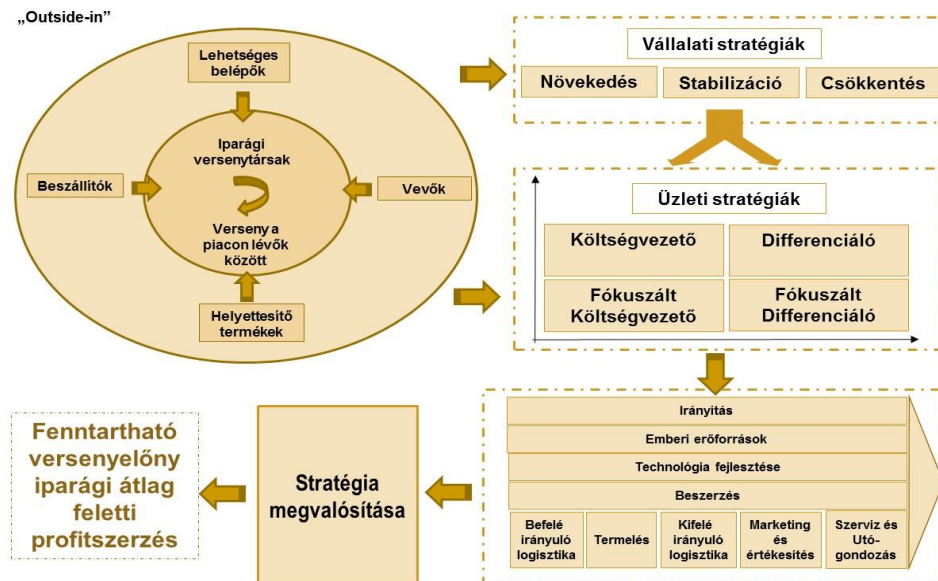 „Outside-in”
Lehetséges
belépők
Iparági
versenytársak
Beszállítók
Vevők
Verseny a
piacon lévők
között
Helyettesítő
termékek
Vállalati stratégiák
Növekedés
Stabilizáció
Csökkentés
Üzleti stratégiák
Költségvezető
Differenciáló
Fókuszált
Költségvezető
Fókuszált
Differenciáló
Irányitás
Emberi erőforrások
Technológia fejlesztése
Beszerzés
Befelé
irányuló
logisztika
Termelés
Kifelé
irányuló
logisztika
Marketing
és
értékesítés
Szerviz és
Utó-
gondozás
Stratégia
megvalósítása
Fenntartható
versenyelőny
iparági átlag
feletti
profitszerzés